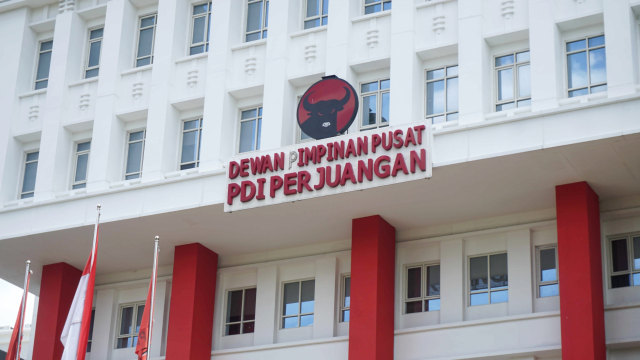 DEWAN PIMPINAN PUSAT
PDI PERJUANGAN